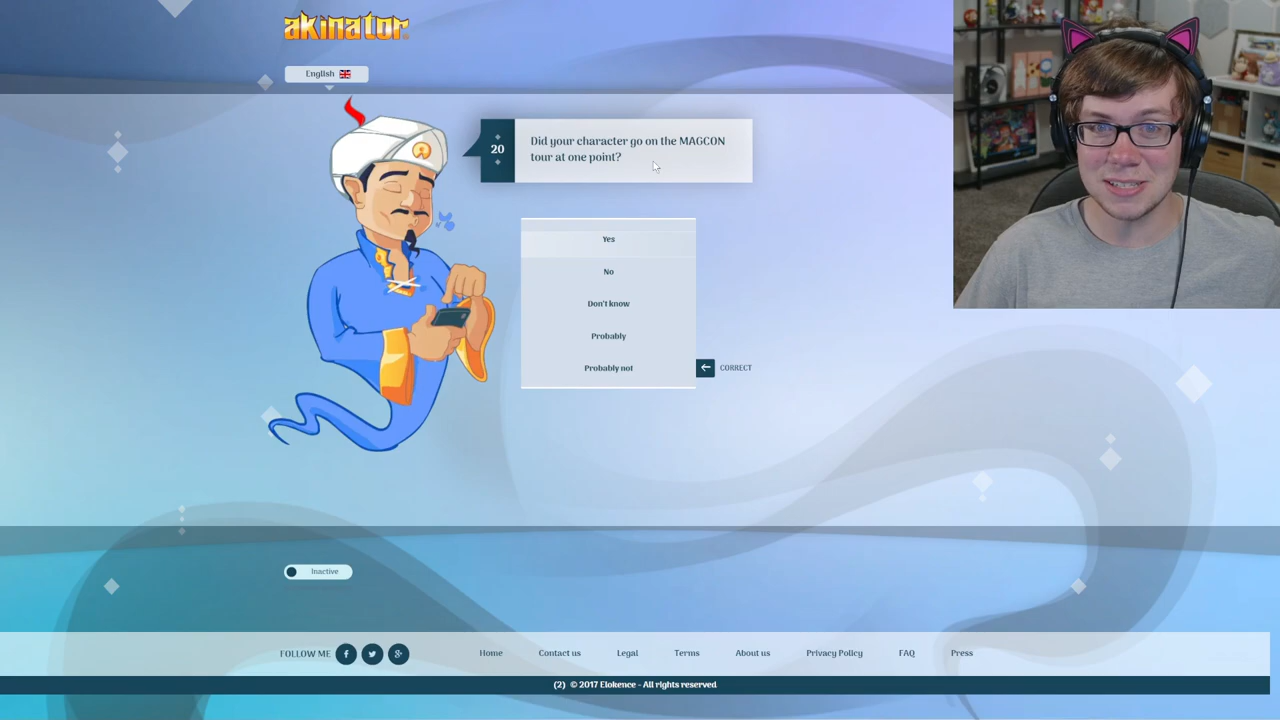 akinator
English
20
Did your character go on the MAGCON
tour at one point?
Yes
No
Don't know
Probably
Probably not
CORRECT
Inactive
FOLLOW ME
Home
Contact us
Legal
Terms
About us
Privacy Policy
FAQ
Press
(2) © 2017 Elokence - All rights reserved